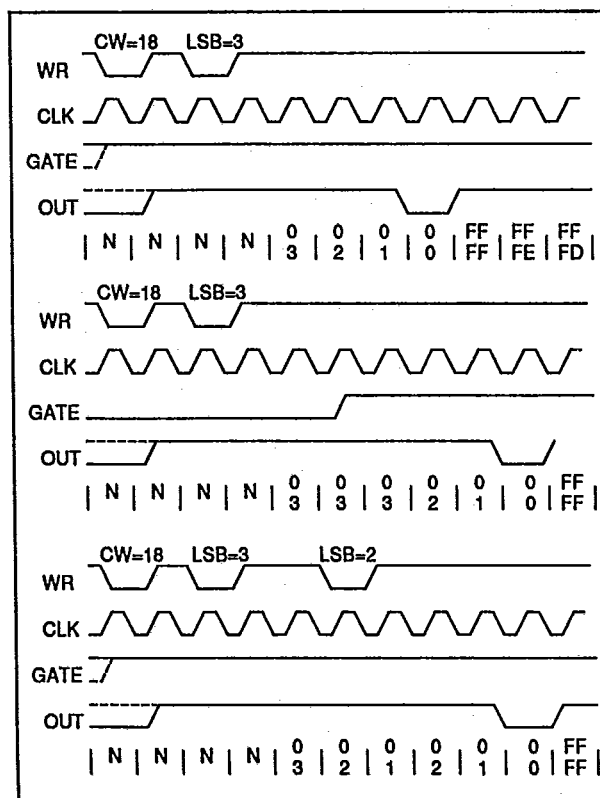 CW=18 LSB=3
WR
CLK
GATE
OUT
| N | N | N | N | 0 | 0 | 0 | 0 | FF | FF | FF |
3 2 1 0 FF FE FD
CW=18 LSB=3
WR
CLK
GATE
OUT
| N | N | N | N | 0 | 0 | 0 | 0 | 0 | 0 | FF |
3 3 3 2 1 0 FF
CW=18 LSB=3 LSB=2
WR
CLK
GATE
OUT
| N | N | N | N | 0 | 0 | 0 | 0 | 0 | 0 | FF |
3 2 1 2 1 0 FF